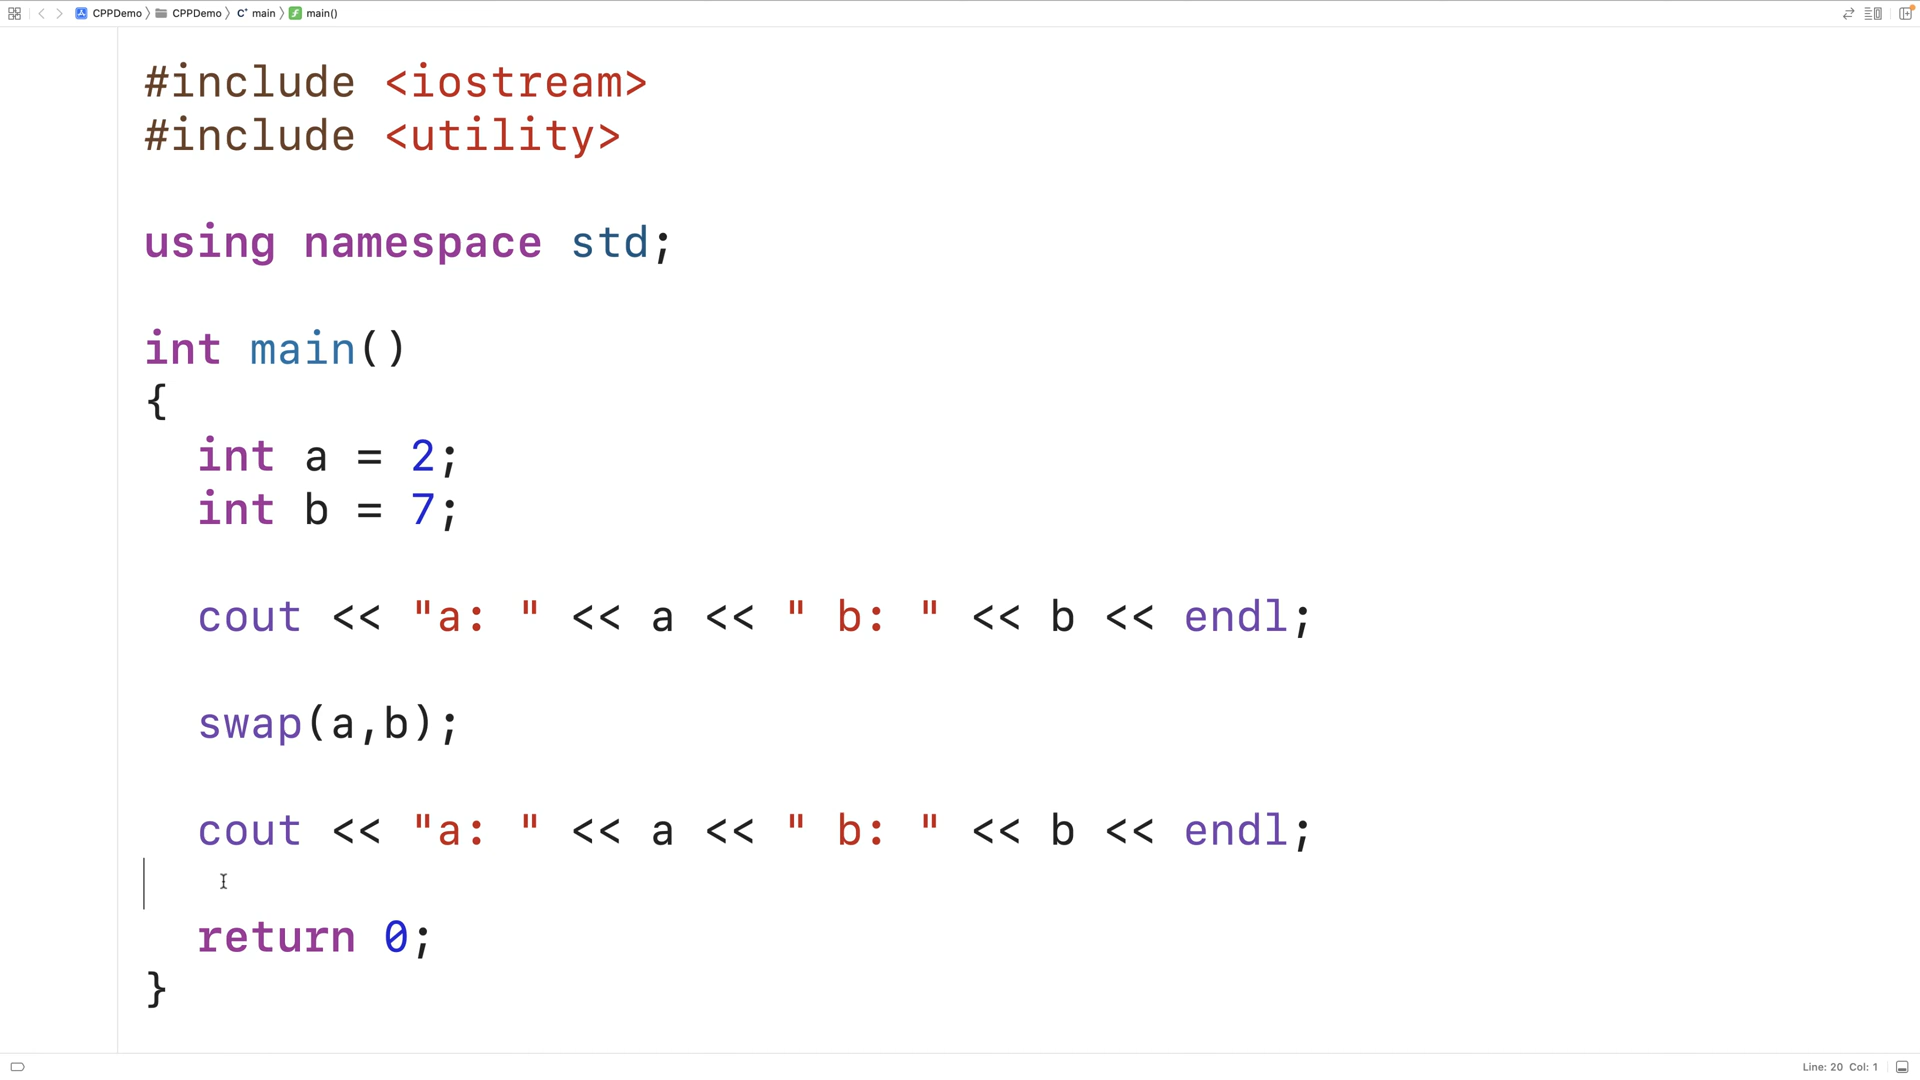 CPPDemo 〉 CPPDemo 〉 C⁺ main 〉 f main()
#include <iostream>
#include <utility>
using namespace std;
int main()
{
int a = 2;
int b = 7;
cout << "a: " << a << " b: " << b << endl;
swap(a,b);
cout << "a: " << a << " b: " << b << endl;
return 0;
}
Line: 20 Col: 1